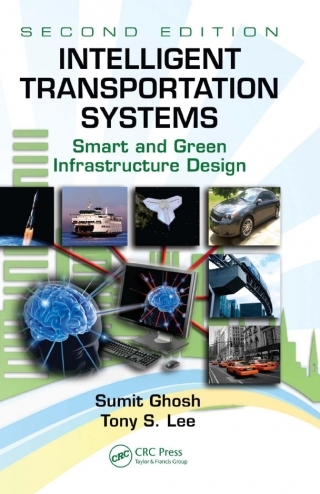 SECOND EDITION
INTELLIGENT
TRANSPORTATION
SYSTEMS
Smart and Green
Infrastructure Design
Sumit Ghosh
Tony S. Lee
CRC
CRC Press
Taylor & Francis Group